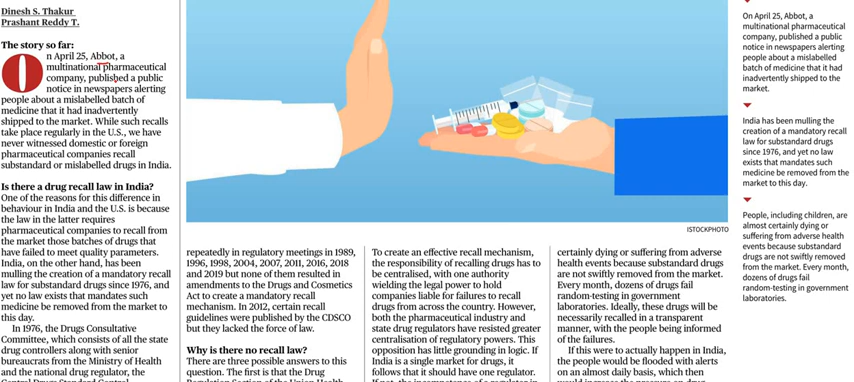 Dinesh S. Thakur
Prashant Reddy T.
The story so far:
On April 25, Abbot, a
multinational pharmaceutical
company, published a public
notice in newspapers alerting
people about a mislabelled batch of
medicine that it had inadvertently
shipped to the market. While such recalls
take place regularly in the U.S., we have
never witnessed domestic or foreign
pharmaceutical companies recall
substandard or mislabelled drugs in India.
Is there a drug recall law in India?
One of the reasons for this difference in
behaviour in India and the U.S. is because
the law in the latter requires
pharmaceutical companies to recall from
the market those batches of drugs that
have failed to meet quality parameters.
India, on the other hand, has been
mulling the creation of a mandatory recall
law for substandard drugs since 1976, and
yet no law exists that mandates such
medicine be removed from the market to
this day.
In 1976, the Drugs Consultative
Committee, which consists of all the state
drug controllers along with senior
bureaucrats from the Ministry of Health
and the national drug regulator, the
Central Drugs Standard Control
ISTOCKPHOTO
repeatedly in regulatory meetings in 1989,
1996, 1998, 2004, 2007, 2011, 2016, 2018
and 2019 but none of them resulted in
amendments to the Drugs and Cosmetics
Act to create a mandatory recall
mechanism. In 2012, certain recall
guidelines were published by the CDSCO
but they lacked the force of law.
Why is there no recall law?
There are three possible answers to this
question. The first is that the Drug
Regulation Section of the Union Health
To create an effective recall mechanism,
the responsibility of recalling drugs has to
be centralised, with one authority
wielding the legal power to hold
companies liable for failures to recall
drugs from across the country. However,
both the pharmaceutical industry and
state drug regulators have resisted greater
centralisation of regulatory powers. This
opposition has little grounding in logic. If
India is a single market for drugs, it
follows that it should have one regulator.
If not, the incompetence of a regulator in
certainly dying or suffering from adverse
health events because substandard drugs
are not swiftly removed from the market.
Every month, dozens of drugs fail
random-testing in government
laboratories. Ideally, these drugs will be
necessarily recalled in a transparent
manner, with the people being informed
of the failures.
If this were to actually happen in India,
the people would be flooded with alerts
on an almost daily basis, which then
would increase the pressure on drug
On April 25, Abbot, a
multinational pharmaceutical
company, published a public
notice in newspapers alerting
people about a mislabelled
batch of medicine that it had
inadvertently shipped to the
market.
India has been mulling the
creation of a mandatory recall
law for substandard drugs
since 1976, and yet no law
exists that mandates such
medicine be removed from the
market to this day.
People, including children, are
almost certainly dying or
suffering from adverse health
events because substandard
drugs are not swiftly removed
from the market. Every month,
dozens of drugs fail
random-testing in government
laboratories.